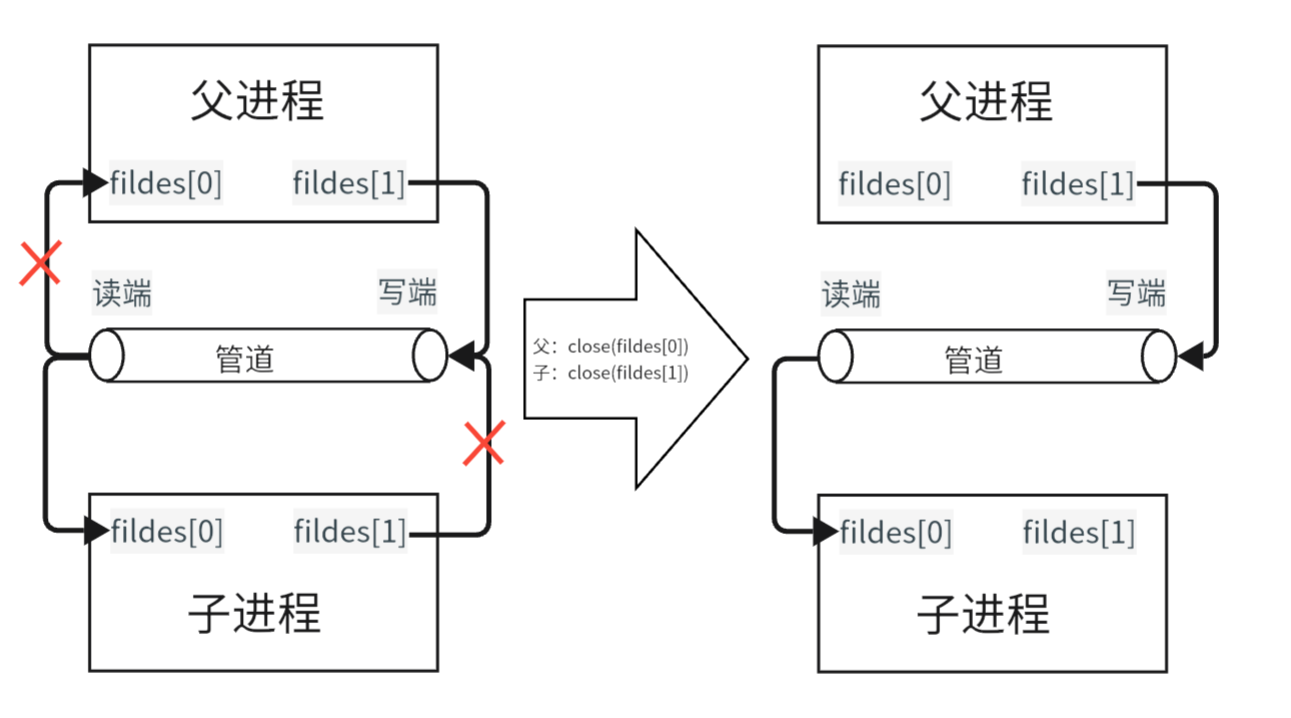 父进程
fildes[0] fildes[1]
读端 写端
管道
fildes[0] fildes[1]
子进程
父：close(fildes[0])
子：close(fildes[1])
父进程
fildes[0] fildes[1]
读端 写端
管道
fildes[0] fildes[1]
子进程